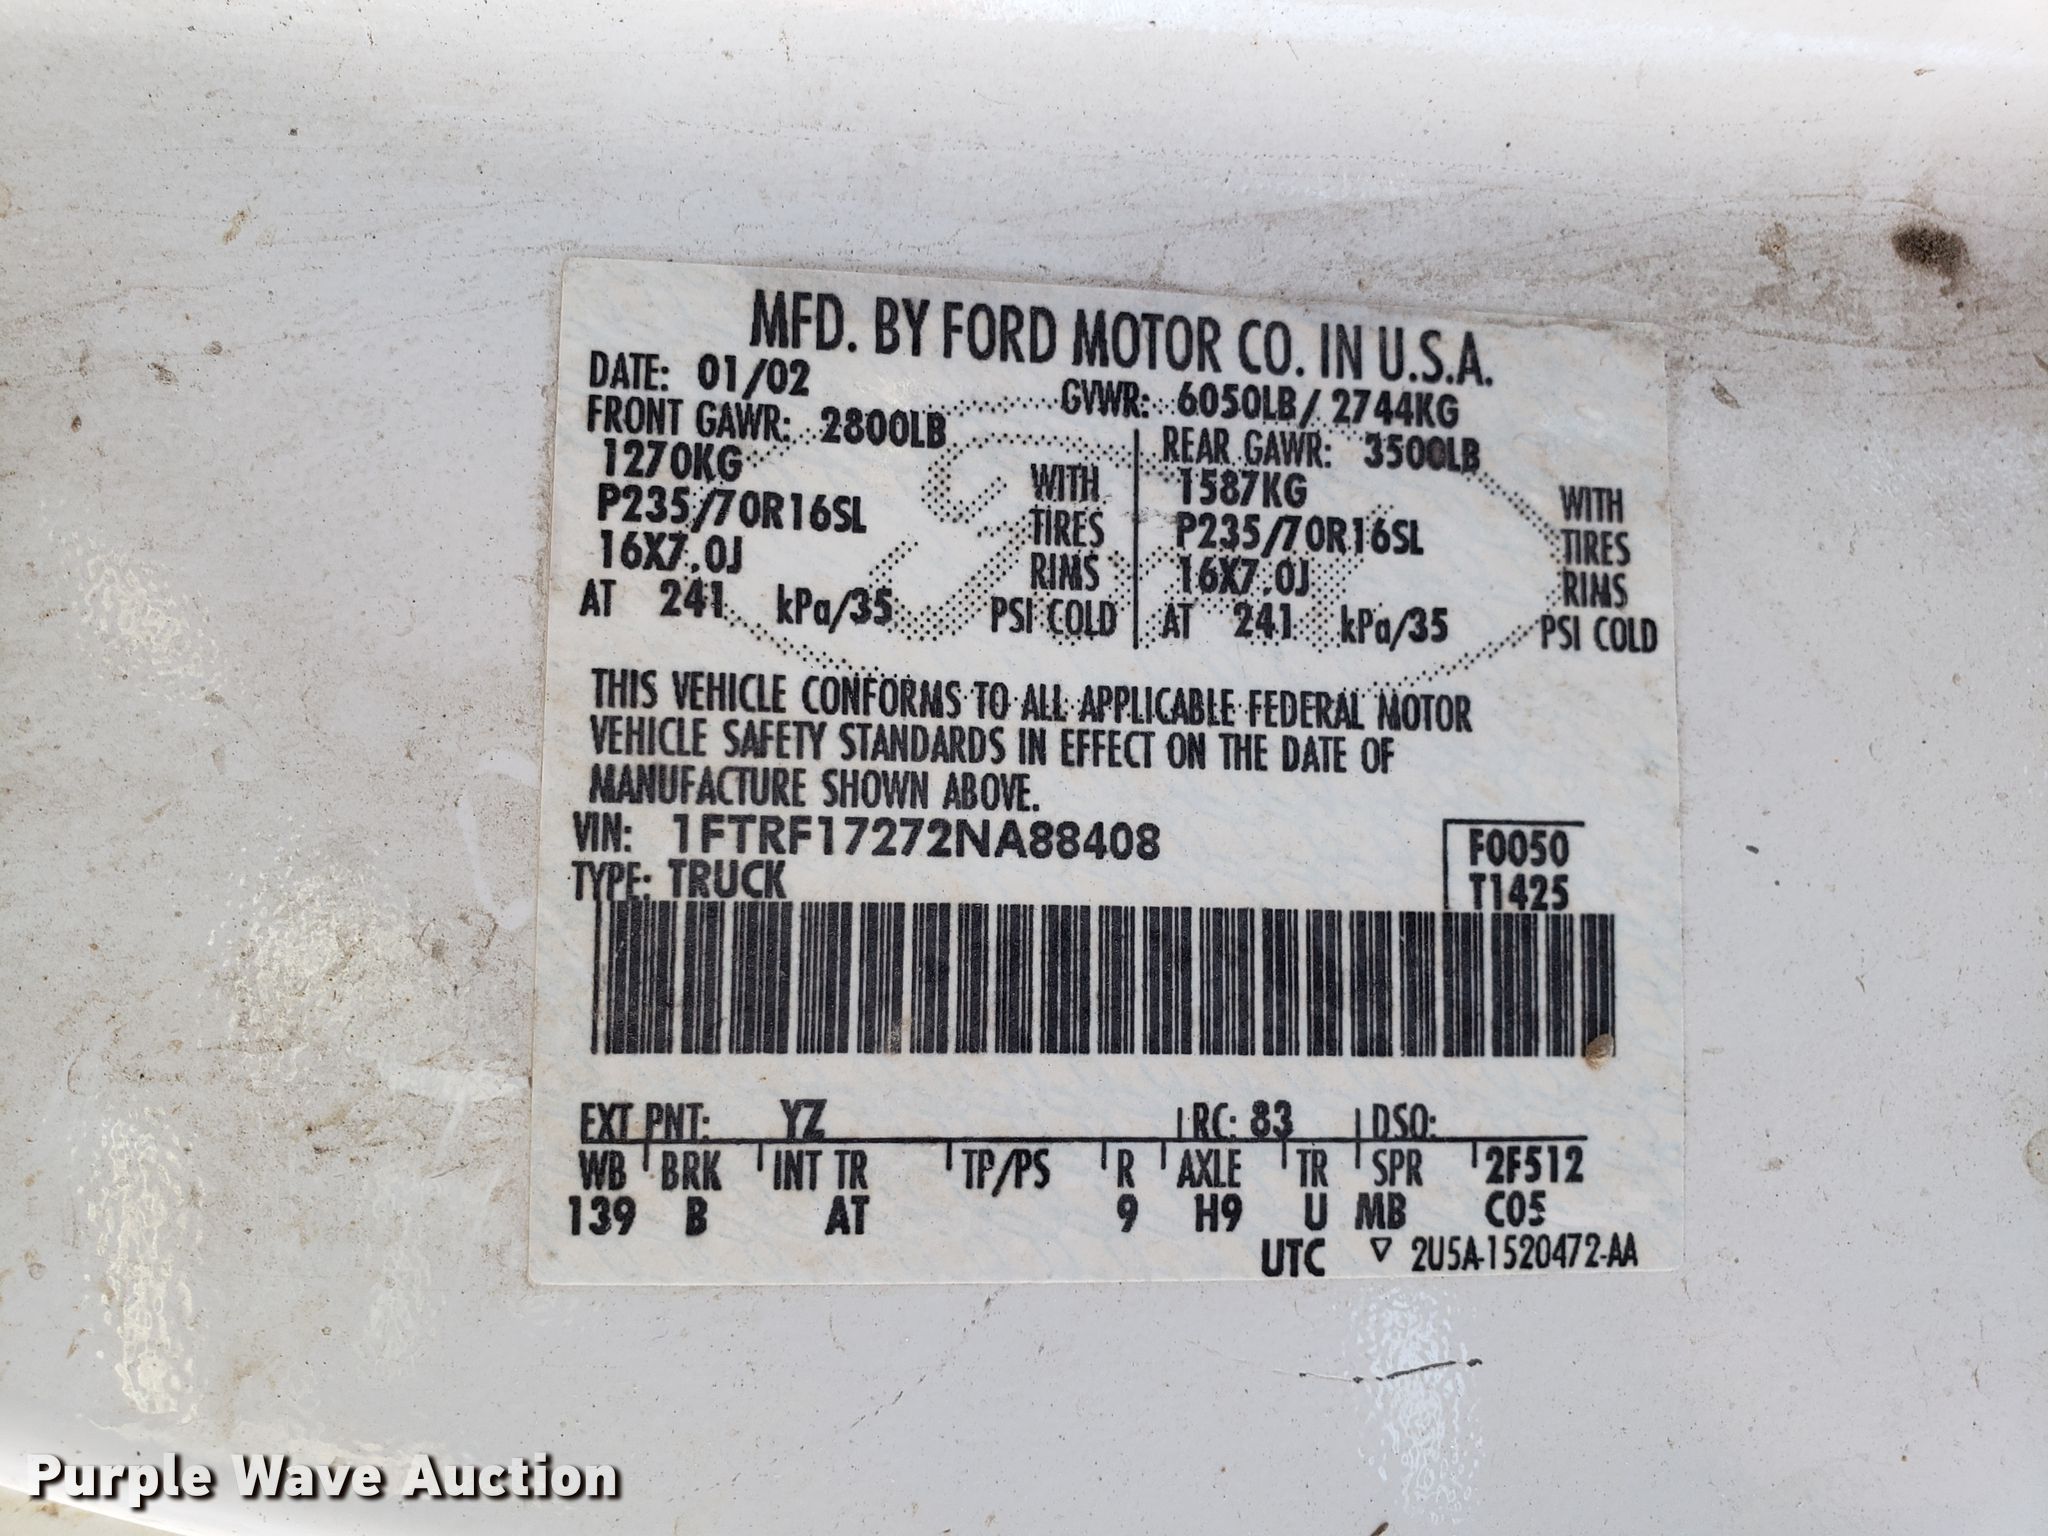 MFD. BY FORD MOTOR CO. IN U.S.A.
DATE: 01/02 GVWR: 6050LB/ 2744KG
FRONT GAWR: 2800LB REAR GAWR: 3500LB
1270KG WITH 1587KG WITH
P235/70R16SL TIRES P235/70R16SL TIRES
16X7.0J RIMS 16X7.0J RIMS
AT 241 kPa/35 PSI COLD AT 241 kPa/35 PSI COLD
THIS VEHICLE CONFORMS TO ALL APPLICABLE FEDERAL MOTOR
VEHICLE SAFETY STANDARDS IN EFFECT ON THE DATE OF
MANUFACTURE SHOWN ABOVE.
VIN: 1FTRF17272NA88408 F0050
TYPE: TRUCK T1425
EXT PNT: YZ RC: 83 DSO:
WB BRK INT TR TP/PS R AXLE TR SPR 2F512
139 B AT 9 H9 U MB C05
UTC ▽ 2U5A-1520472-AA
Purple Wave Auction